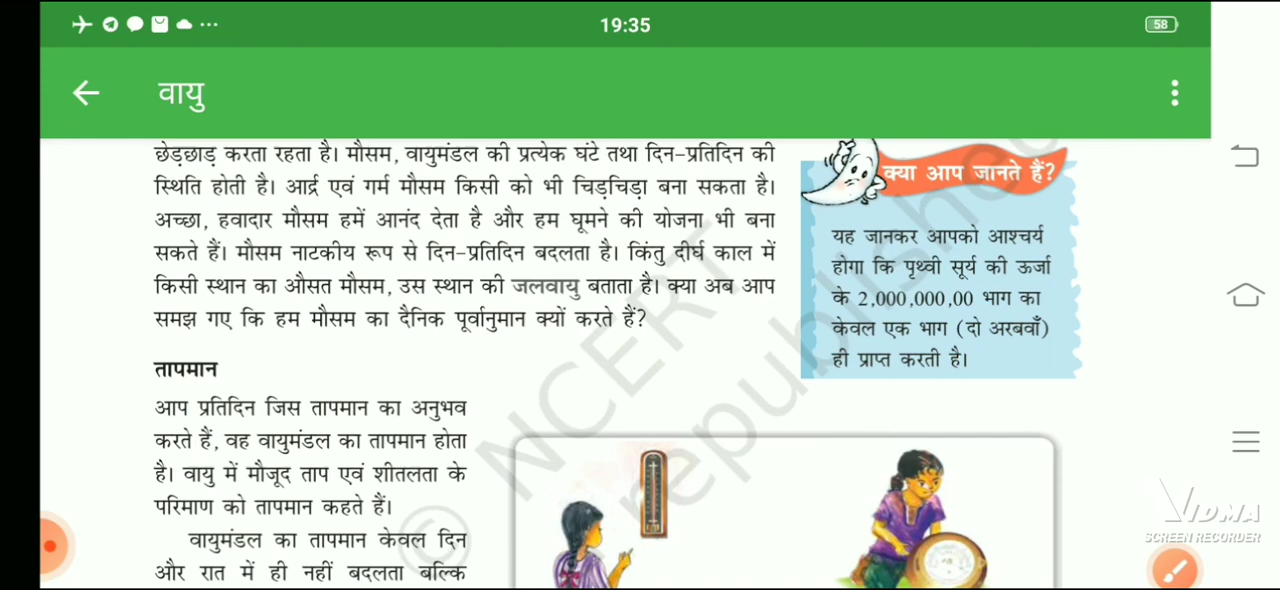 19:35
58
वायु
छेड़छाड़ करता रहता है। मौसम, वायुमंडल की प्रत्येक घंटे तथा दिन-प्रतिदिन की
स्थिति होती है। आर्द्र एवं गर्म मौसम किसी को भी चिड़चिड़ा बना सकता है।
अच्छा, हवादार मौसम हमें आनंद देता है और हम घूमने की योजना भी बना
सकते हैं। मौसम नाटकीय रूप से दिन-प्रतिदिन बदलता है। किंतु दीर्घ काल में
किसी स्थान का औसत मौसम, उस स्थान की जलवायु बताता है। क्या अब आप
समझ गए कि हम मौसम का दैनिक पूर्वानुमान क्यों करते हैं?
क्या आप जानते हैं?
यह जानकर आपको आश्चर्य
होगा कि पृथ्वी सूर्य की ऊर्जा
के 2,000,000,00 भाग का
केवल एक भाग (दो अरबवाँ)
ही प्राप्त करती है।
तापमान
आप प्रतिदिन जिस तापमान का अनुभव
करते हैं, वह वायुमंडल का तापमान होता
है। वायु में मौजूद ताप एवं शीतलता के
परिमाण को तापमान कहते हैं।
वायुमंडल का तापमान केवल दिन
और रात में ही नहीं बदलता बल्कि
© NCERT
republished
VIDMA
SCREEN RECORDER